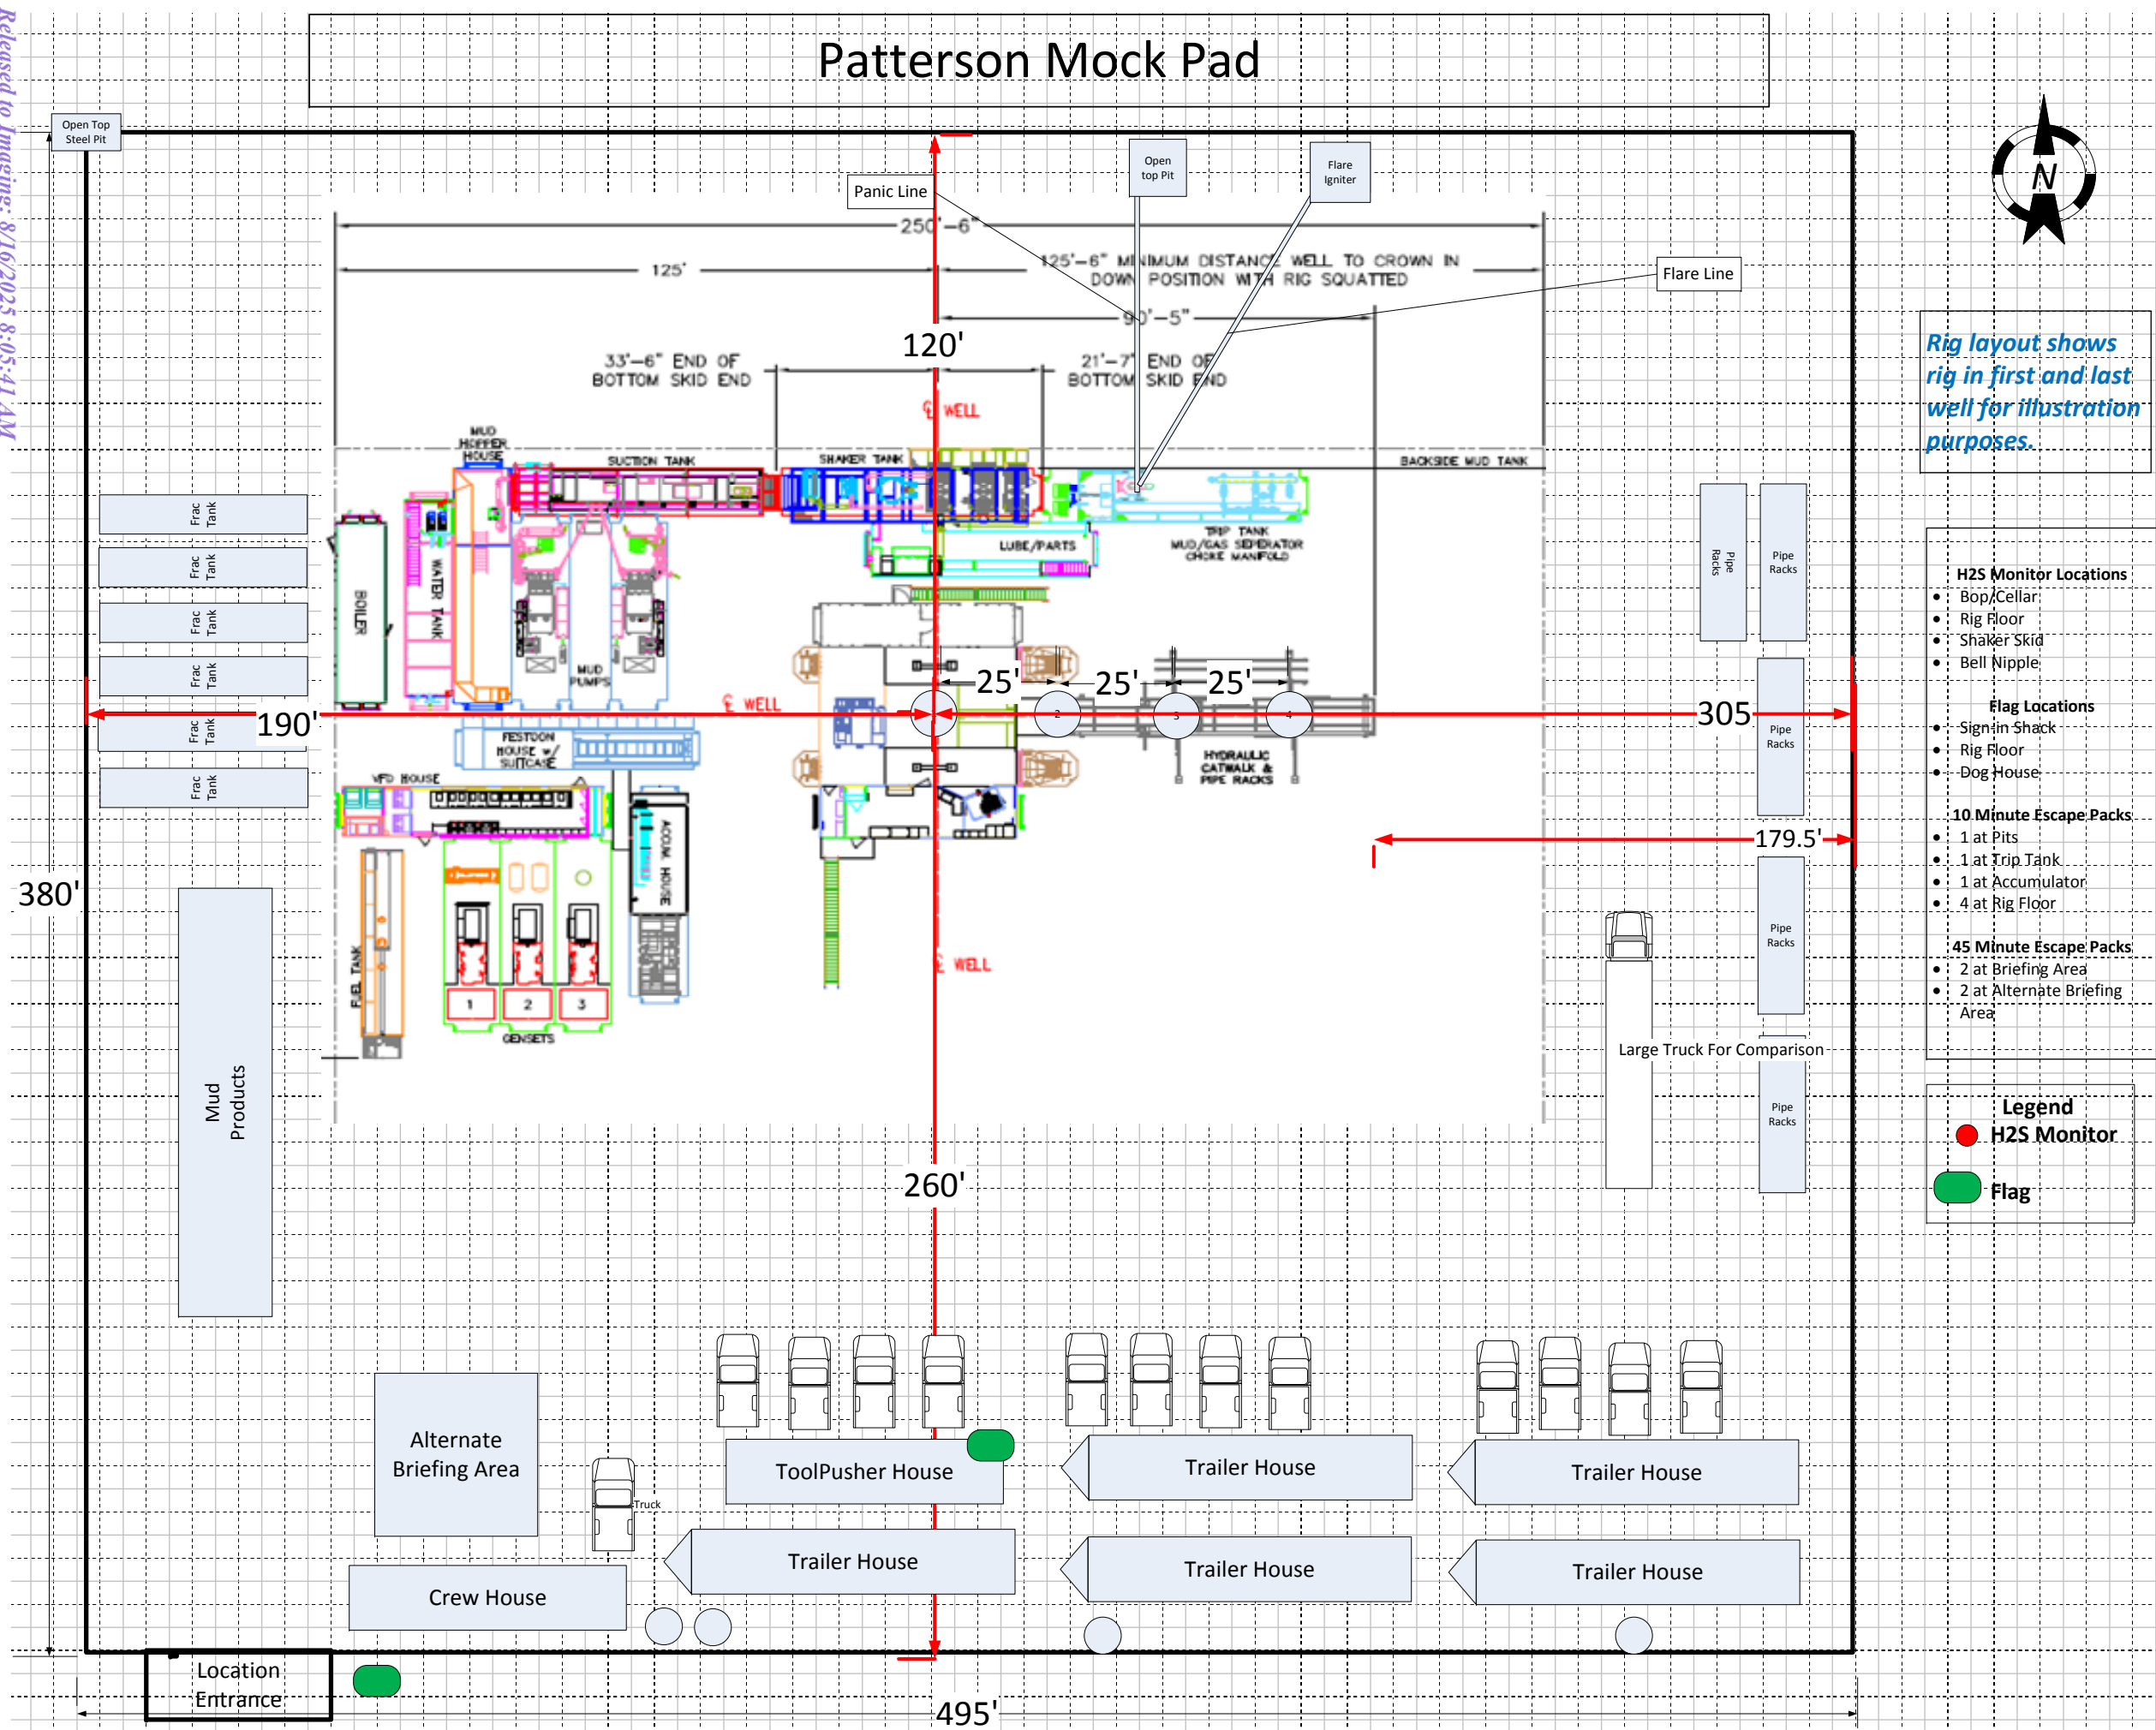 Released to Imaging: 8/16/2025 8:05:41 AM
Patterson Mock Pad
Open Top
Steel Pit
Open
top Pit
Flare
Igniter
N
Panic Line
250'-6"
125'
125'-6" MINIMUM DISTANCE WELL TO CROWN IN
DOWN POSITION WITH RIG SQUATTED
Flare Line
90'-5"
120'
33'-6" END OF
BOTTOM SKID END
21'-7" END OF
BOTTOM SKID END
℄ WELL
Rig layout shows
rig in first and last
well for illustration
purposes.
MUD
HOPPER
HOUSE
SUCTION TANK
SHAKER TANK
BACKSIDE MUD TANK
Frac
Tank
Frac
Tank
Frac
Tank
Frac
Tank
Frac
Tank
Frac
Tank
BOILER
WATER TANK
MUD
PUMPS
LUBE/PARTS
TRIP TANK
MUD/GAS SEPERATOR
CHOKE MANIFOLD
Pipe
Racks
Pipe
Racks
H2S Monitor Locations
• Bop/Cellar
• Rig Floor
• Shaker Skid
• Bell Nipple
Flag Locations
• Sign-in Shack
• Rig Floor
• Dog House
10 Minute Escape Packs
• 1 at Pits
• 1 at Trip Tank
• 1 at Accumulator
• 4 at Rig Floor
45 Minute Escape Packs
• 2 at Briefing Area
• 2 at Alternate Briefing
Area
25'
25'
25'
190'
℄ WELL
2
3
4
305
Pipe
Racks
FESTOON
HOUSE w/
SUITCASE
HYDRAULIC
CATWALK &
PIPE RACKS
VFD HOUSE
ACCUM. HOUSE
179.5'
380'
Pipe
Racks
FUEL TANK
℄ WELL
1
2
3
GENSETS
Large Truck For Comparison
Pipe
Racks
Mud
Products
Legend
H2S Monitor
Flag
260'
Alternate
Briefing Area
Truck
ToolPusher House
Trailer House
Trailer House
Trailer House
Trailer House
Trailer House
Crew House
Location
Entrance
495'